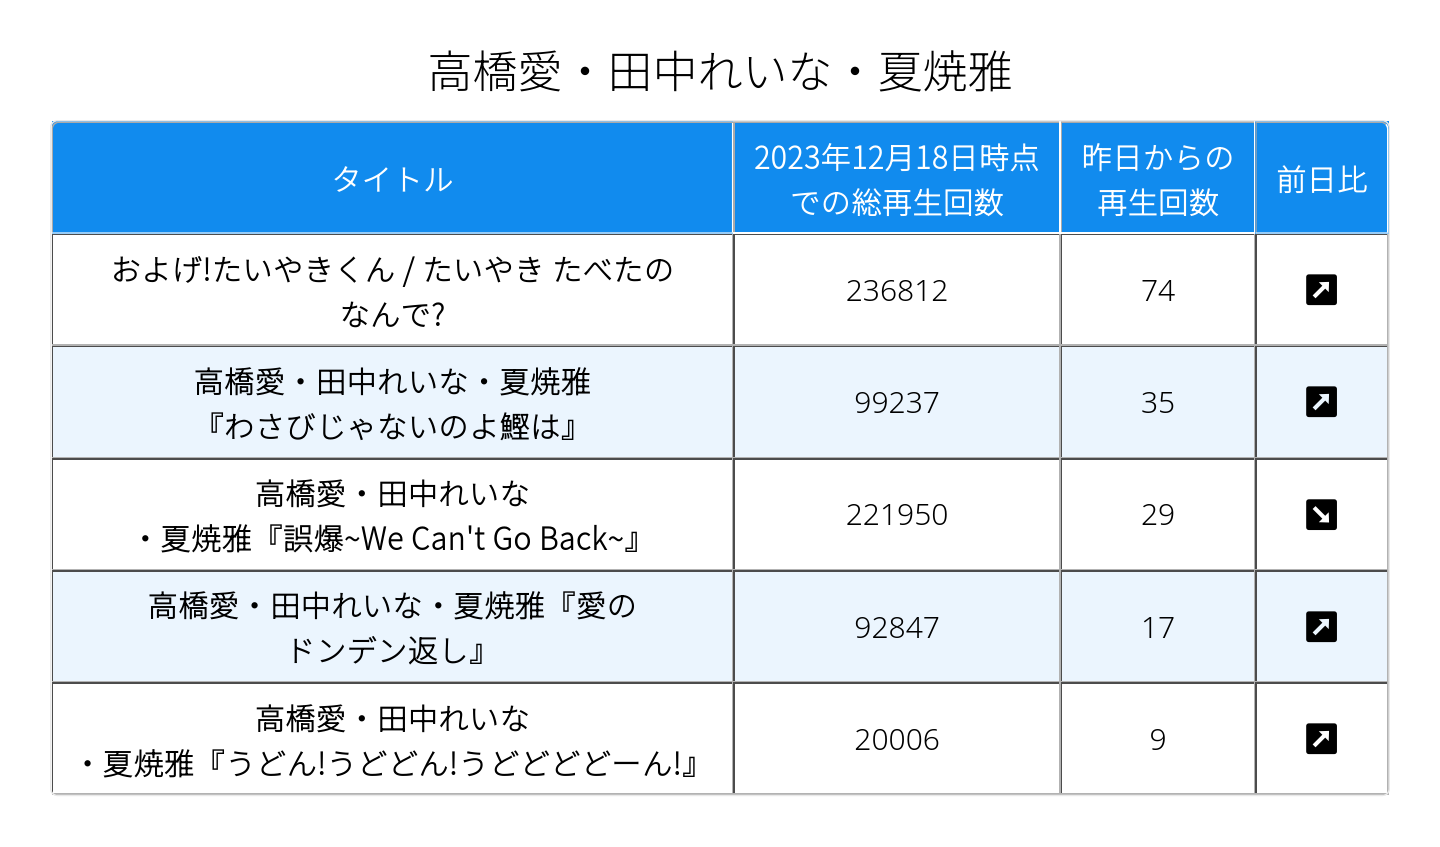 高橋愛・田中れいな・夏焼雅
タイトル
2023年12月18日時点
での総再生回数
昨日からの
再生回数
前日比
およげ!たいやきくん / たいやき たべたの
なんで?
236812
74
高橋愛・田中れいな・夏焼雅
『わさびじゃないのよ鰹は』
99237
35
高橋愛・田中れいな
・夏焼雅『誤爆~We Can't Go Back~』
221950
29
高橋愛・田中れいな・夏焼雅『愛の
ドンデン返し』
92847
17
高橋愛・田中れいな
・夏焼雅『うどん!うどどん!うどどどどーん!』
20006
9